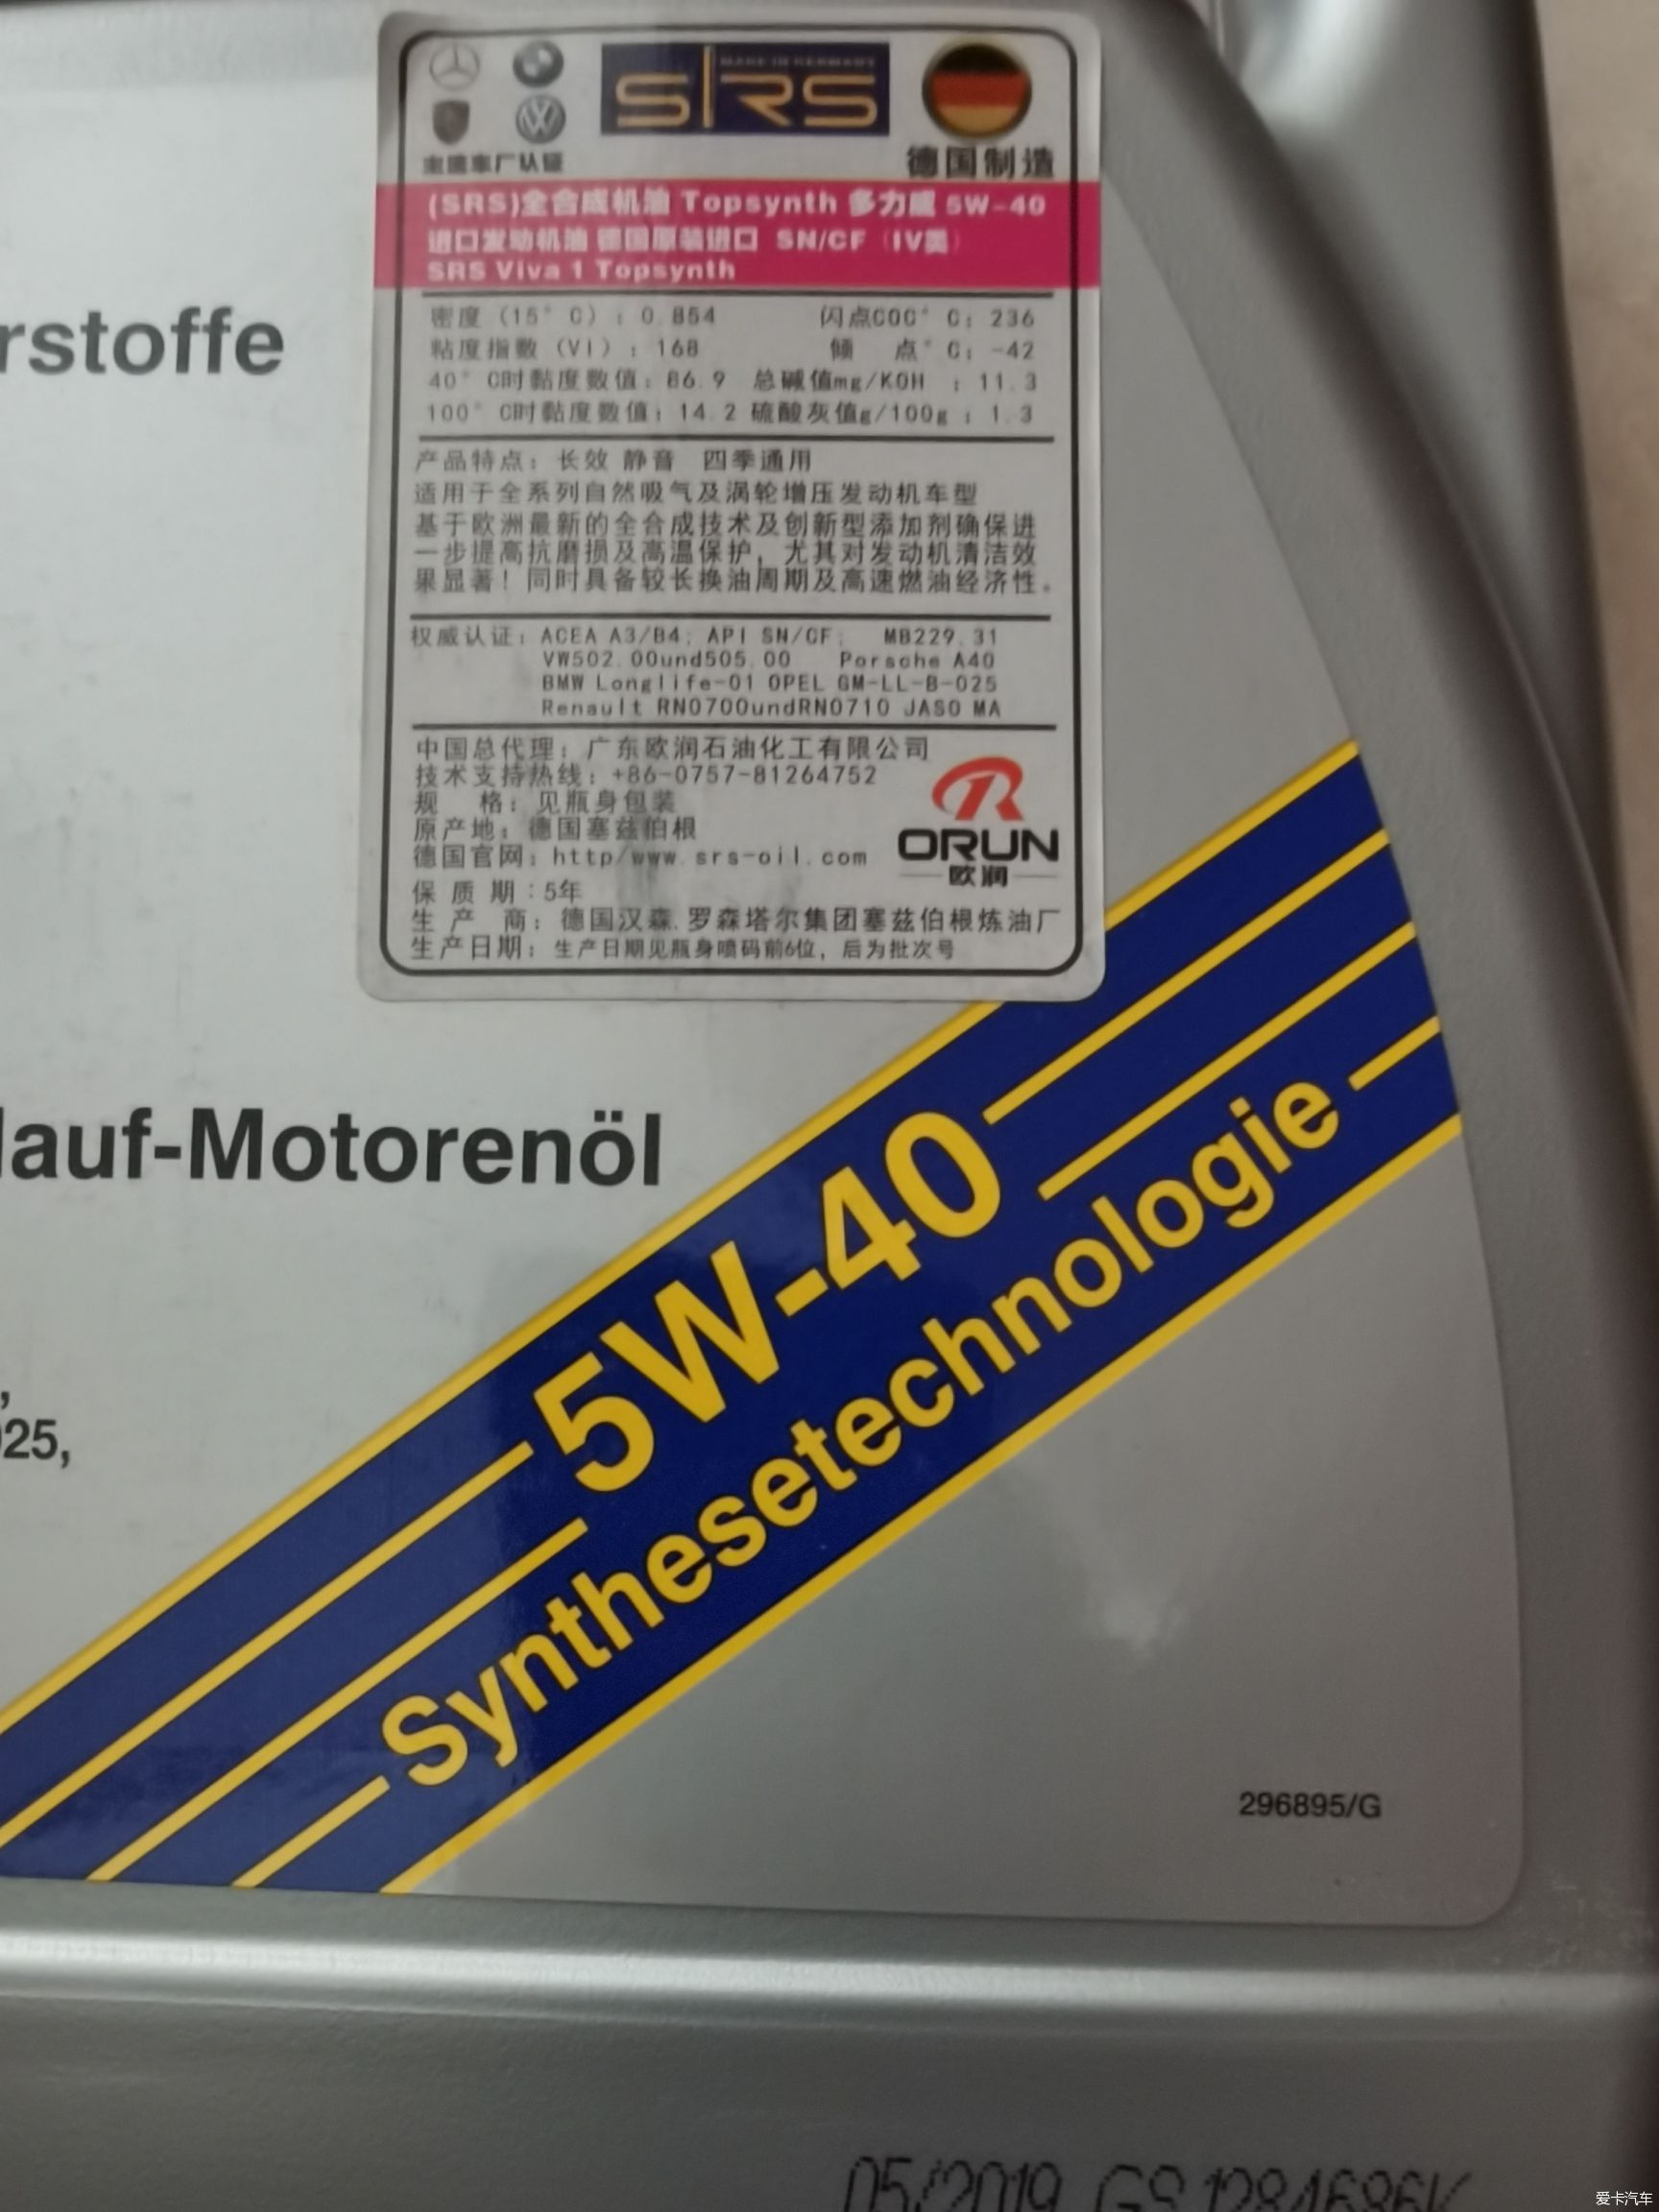 MADE IN GERMANY
SRS
主流车厂认证
德国制造
(SRS)全合成机油 Topsynth 多力威 5W-40
进口发动机油 德国原装进口 SN/CF (IV类)
SRS Viva 1 Topsynth
密度 (15° C) : 0.854 闪点COC° C: 236
粘度指数 (VI) : 168 倾 点° C: -42
40° C时黏度数值: 86.9 总碱值mg/KOH : 11.3
100° C时黏度数值: 14.2 硫酸灰值g/100g : 1.3
产品特点: 长效 静音 四季通用
适用于全系列自然吸气及涡轮增压发动机车型
基于欧洲最新的全合成技术及创新型添加剂确保进
一步提高抗磨损及高温保护, 尤其对发动机清洁效
果显著! 同时具备较长换油周期及高速燃油经济性。
权威认证: ACEA A3/B4; API SN/CF; MB229.31
VW502.00und505.00 Porsche A40
BMW Longlife-01 OPEL GM-LL-B-025
Renault RN0700undRN0710 JASO MA
中国总代理: 广东欧润石油化工有限公司
技术支持热线: +86-0757-81264752
规 格: 见瓶身包装
原产地: 德国塞兹伯根
德国官网: http/www.srs-oil.com
ORUN
欧润
保 质 期:5年
生 产 商: 德国汉森.罗森塔尔集团塞兹伯根炼油厂
生产日期: 生产日期见瓶身喷码前6位, 后为批次号
rstoffe
lauf-Motorenöl
,
025,
5W-40
Synthesetechnologie
296895/G
05/2019 GS 1284686K
爱卡汽车